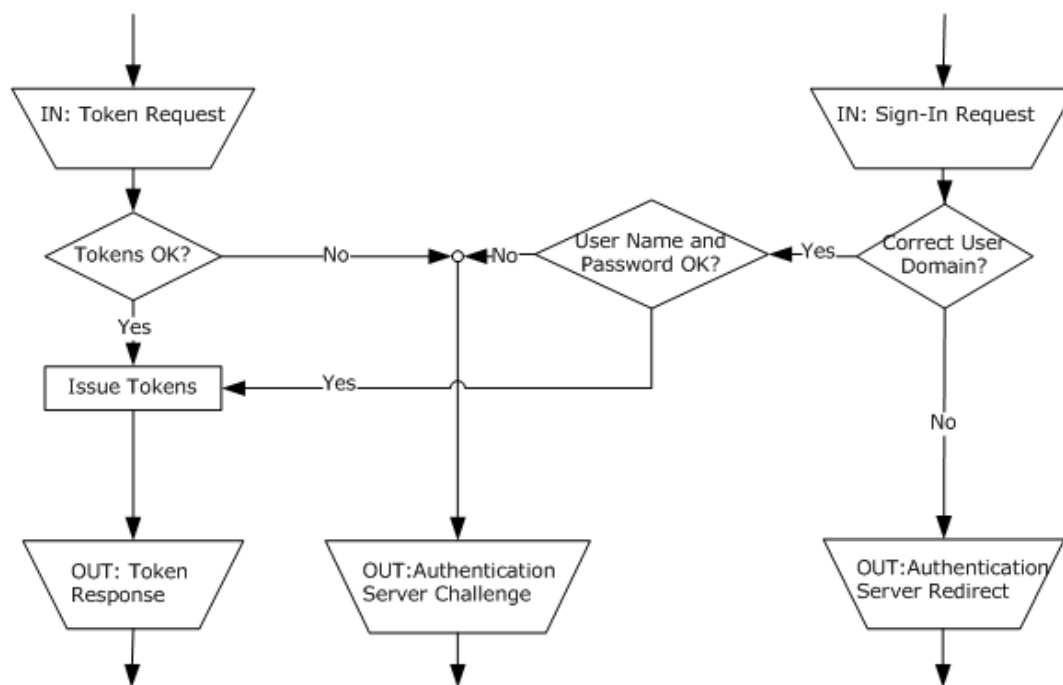 IN: Token Request
IN: Sign-In Request
Tokens OK?
No
No
User Name and
Password OK?
Yes
Correct User
Domain?
Yes
Issue Tokens
Yes
No
OUT: Token
Response
OUT:Authentication
Server Challenge
OUT:Authentication
Server Redirect